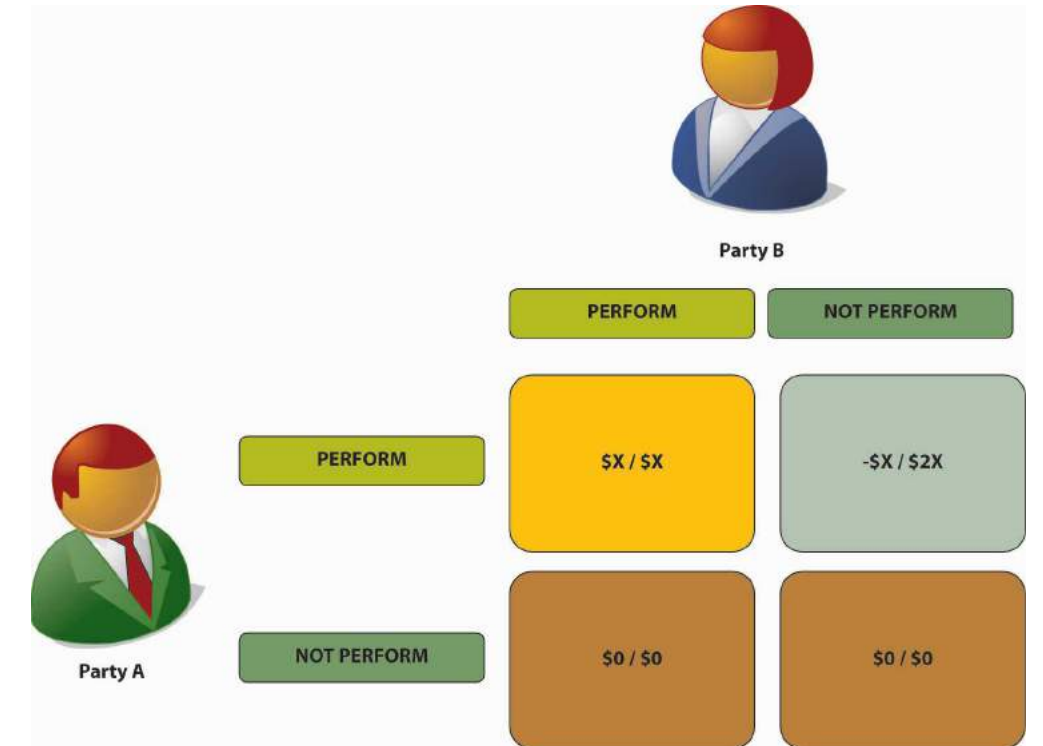 Party B
PERFORM NOT PERFORM
PERFORM $X / $X -$X / $2X
NOT PERFORM $0 / $0 $0 / $0
Party A